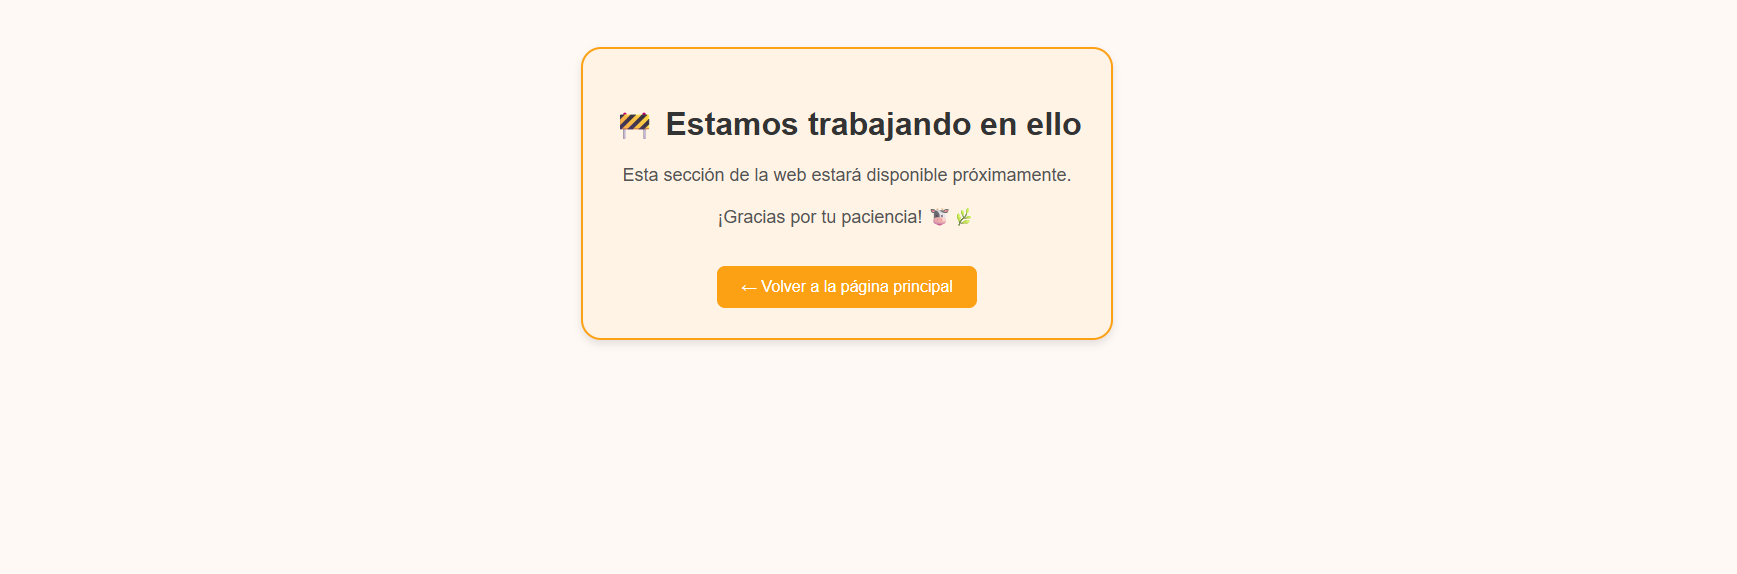 🚧 Estamos trabajando en ello
Esta sección de la web estará disponible próximamente.
¡Gracias por tu paciencia! 🐮🌿
← Volver a la página principal